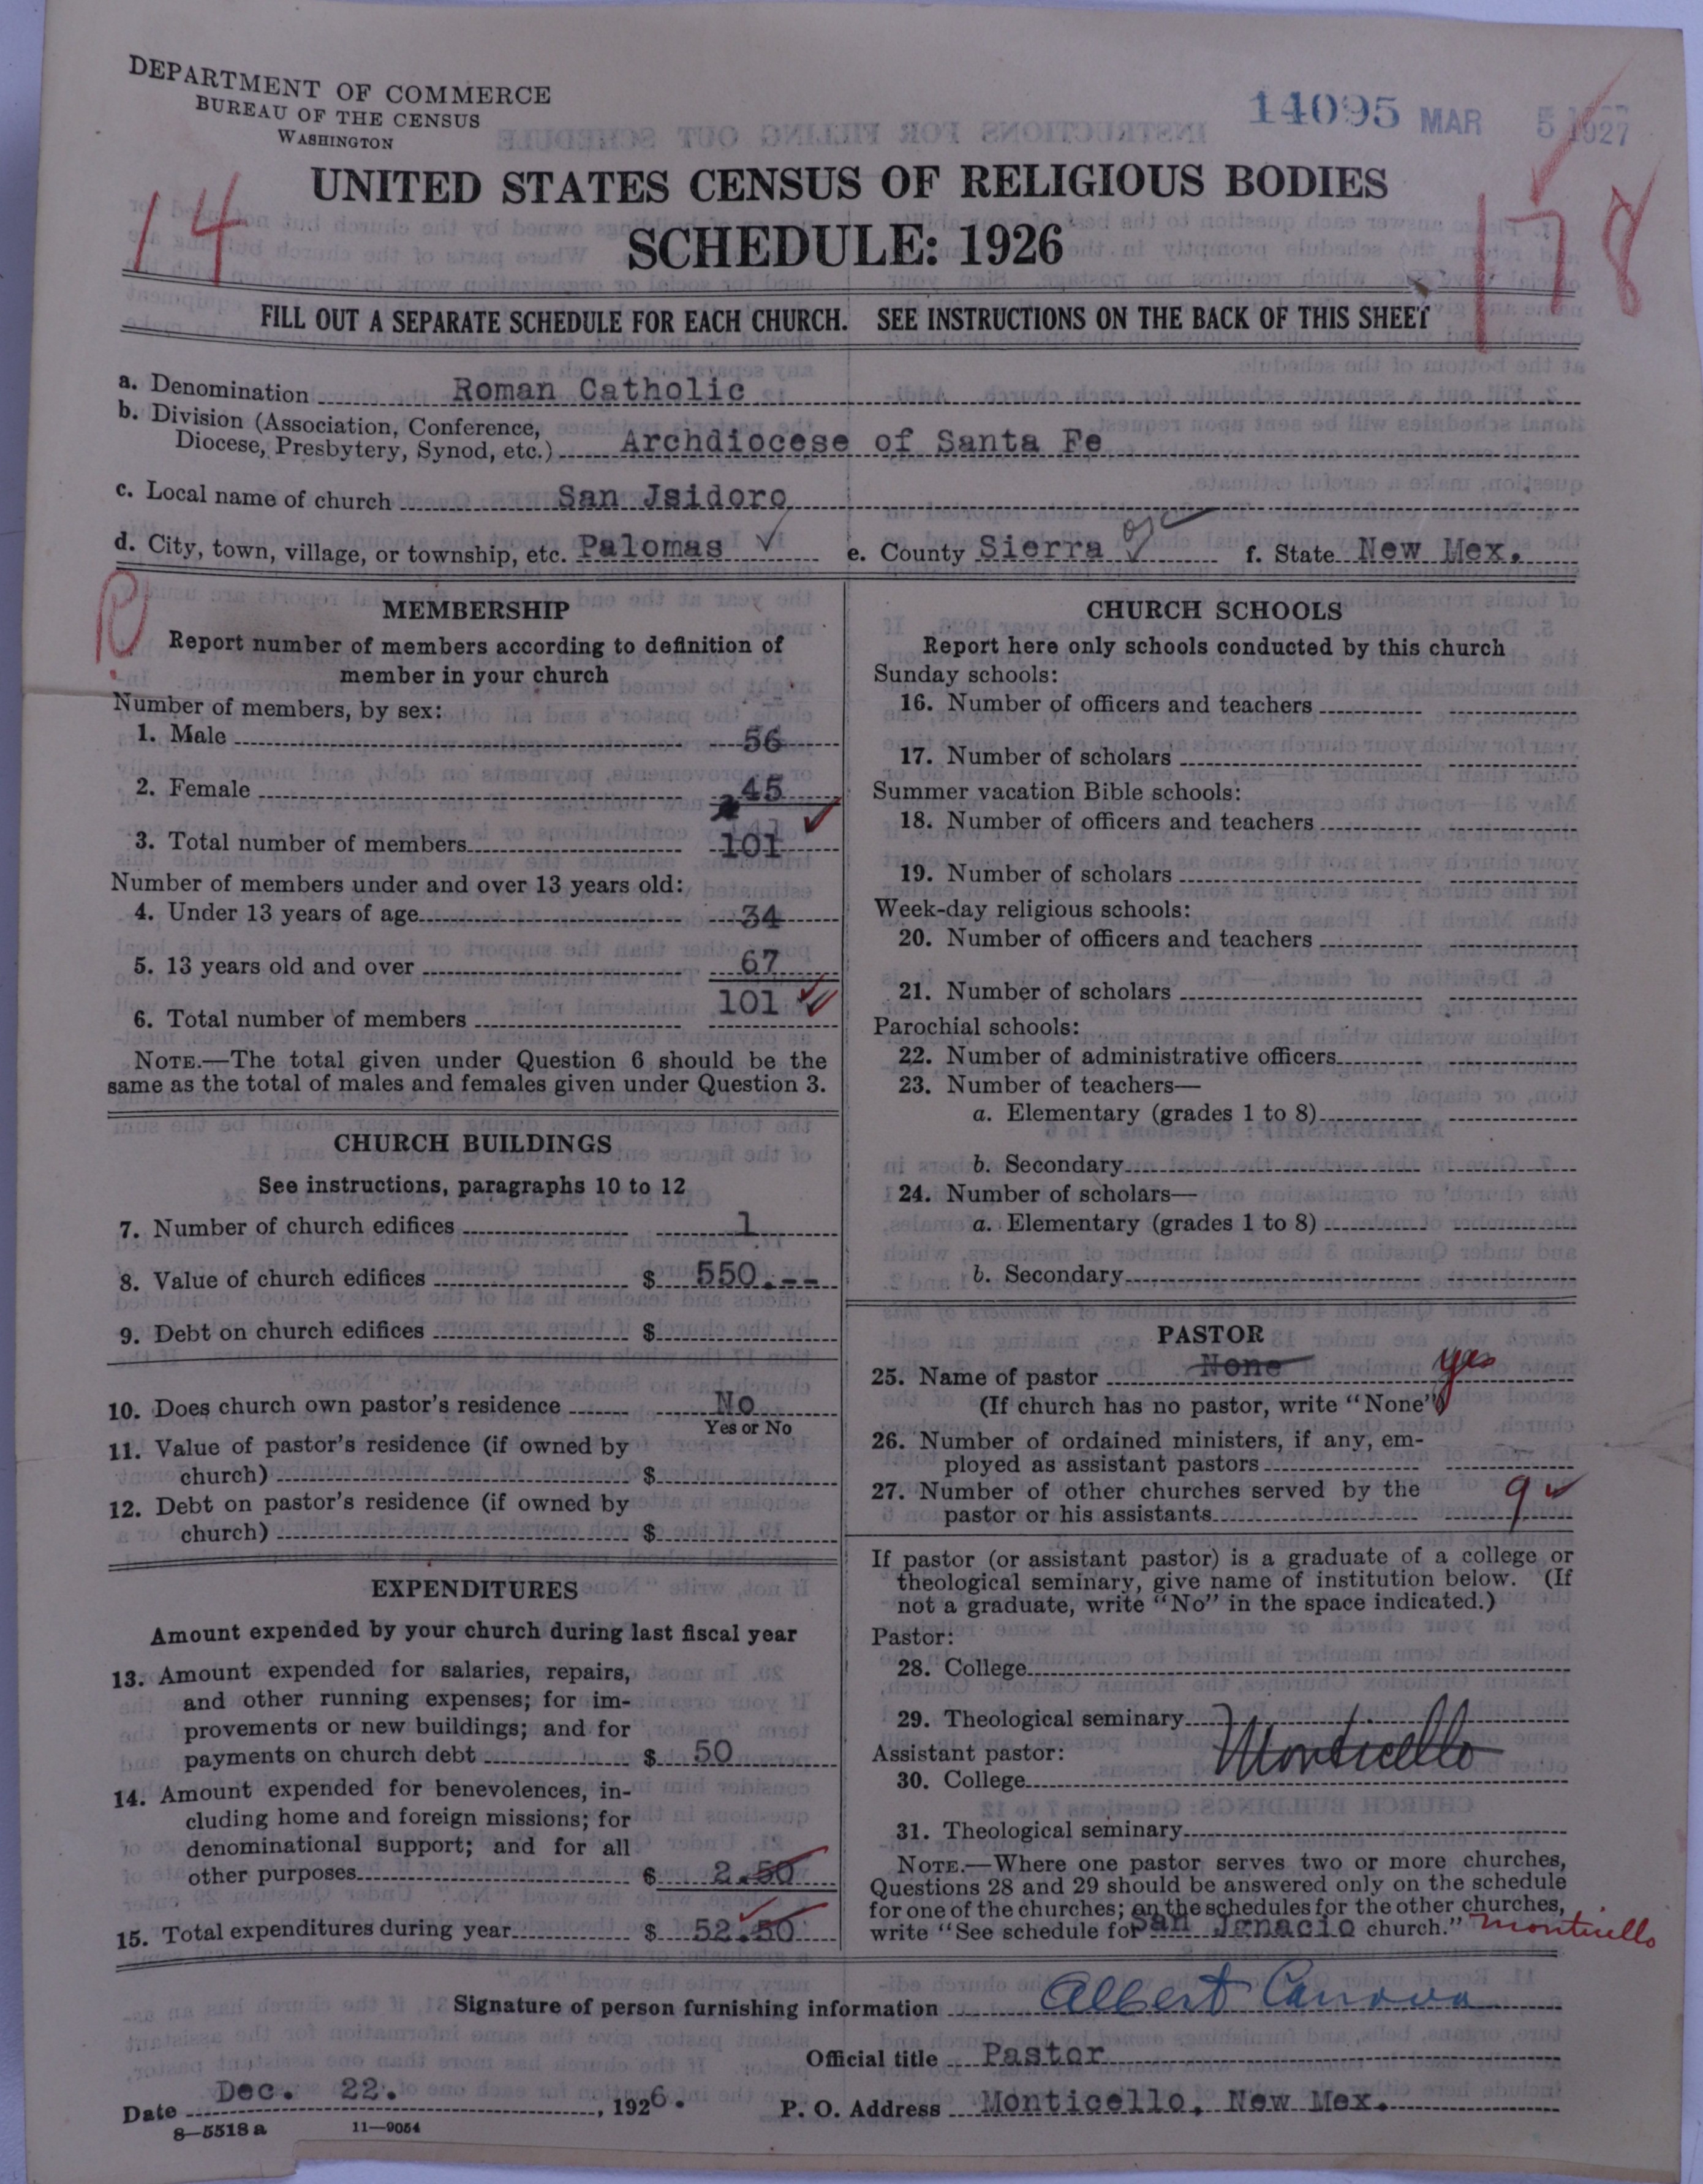 DEPARTMENT OF COMMERCE
BUREAU OF THE CENSUS
WASHINGTON
14095 MAR 5 1927
UNITED STATES CENSUS OF RELIGIOUS BODIES
SCHEDULE: 1926
14
178
FILL OUT A SEPARATE SCHEDULE FOR EACH CHURCH. SEE INSTRUCTIONS ON THE BACK OF THIS SHEET
a. Denomination Roman Catholic
b. Division (Association, Conference,
Diocese, Presbytery, Synod, etc.) Archdiocese of Santa Fe
c. Local name of church San Jsidoro
d. City, town, village, or township, etc. Palomas ✓ e. County Sierra ✓ f. State New Mex.
MEMBERSHIP
Report number of members according to definition of
member in your church
Number of members, by sex:
1. Male 56
2. Female 45
3. Total number of members 101 ✓
Number of members under and over 13 years old:
4. Under 13 years of age 34
5. 13 years old and over 67
6. Total number of members 101 ✓
NOTE.—The total given under Question 6 should be the
same as the total of males and females given under Question 3.
CHURCH BUILDINGS
See instructions, paragraphs 10 to 12
7. Number of church edifices 1
8. Value of church edifices $ 550.--
9. Debt on church edifices $
10. Does church own pastor's residence No
Yes or No
11. Value of pastor's residence (if owned by
church) $
12. Debt on pastor's residence (if owned by
church) $
EXPENDITURES
Amount expended by your church during last fiscal year
13. Amount expended for salaries, repairs,
and other running expenses; for im-
provements or new buildings; and for
payments on church debt $ 50
14. Amount expended for benevolences, in-
cluding home and foreign missions; for
denominational support; and for all
other purposes $ 2.50
15. Total expenditures during year $ 52.50
CHURCH SCHOOLS
Report here only schools conducted by this church
Sunday schools:
16. Number of officers and teachers
17. Number of scholars
Summer vacation Bible schools:
18. Number of officers and teachers
19. Number of scholars
Week-day religious schools:
20. Number of officers and teachers
21. Number of scholars
Parochial schools:
22. Number of administrative officers
23. Number of teachers—
a. Elementary (grades 1 to 8)
b. Secondary
24. Number of scholars—
a. Elementary (grades 1 to 8)
b. Secondary
PASTOR
25. Name of pastor None yes
(If church has no pastor, write "None")
26. Number of ordained ministers, if any, em-
ployed as assistant pastors
27. Number of other churches served by the
pastor or his assistants 9 ✓
If pastor (or assistant pastor) is a graduate of a college or
theological seminary, give name of institution below. (If
not a graduate, write "No" in the space indicated.)
Pastor:
28. College
29. Theological seminary
Monticello
Assistant pastor:
30. College
31. Theological seminary
NOTE.—Where one pastor serves two or more churches,
Questions 28 and 29 should be answered only on the schedule
for one of the churches; on the schedules for the other churches,
write "See schedule for San Jgnacio church." Monticello
Signature of person furnishing information Albert Canova
Official title Pastor
Date Dec. 22. , 1926. P. O. Address Monticello, New Mex.
8—5518 a 11—9054